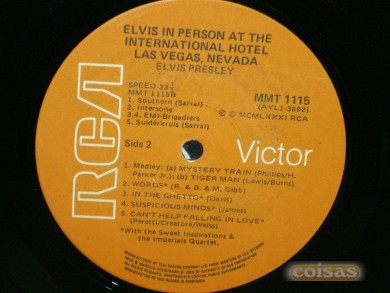 ELVIS IN PERSON AT THE
INTERNATIONAL HOTEL
LAS VEGAS, NEVADA
ELVIS PRESLEY
SPEED 33⅓
MMT 1115B
1. Southern (Sarral)
2. Intersong
3.4. EMI-Brigadiers
5. Suiderkruis (Sarral)
MMT 1115
(AYL1-3892)
© ℗ MCMLXXXI RCA
RCA
Side 2
Victor
1. Medley: (a) MYSTERY TRAIN (Phillips/H.
Parker Jr.); (b) TIGER MAN (Lewis/Burns)
2. WORDS* (R. & B. & M. Gibb)
3. IN THE GHETTO* (Davis)
4. SUSPICIOUS MINDS* (James)
5. CAN'T HELP FALLING IN LOVE*
(Peretti/Creatore/Weiss)
*With the Sweet Inspirations &
the Imperials Quartet.
coisas